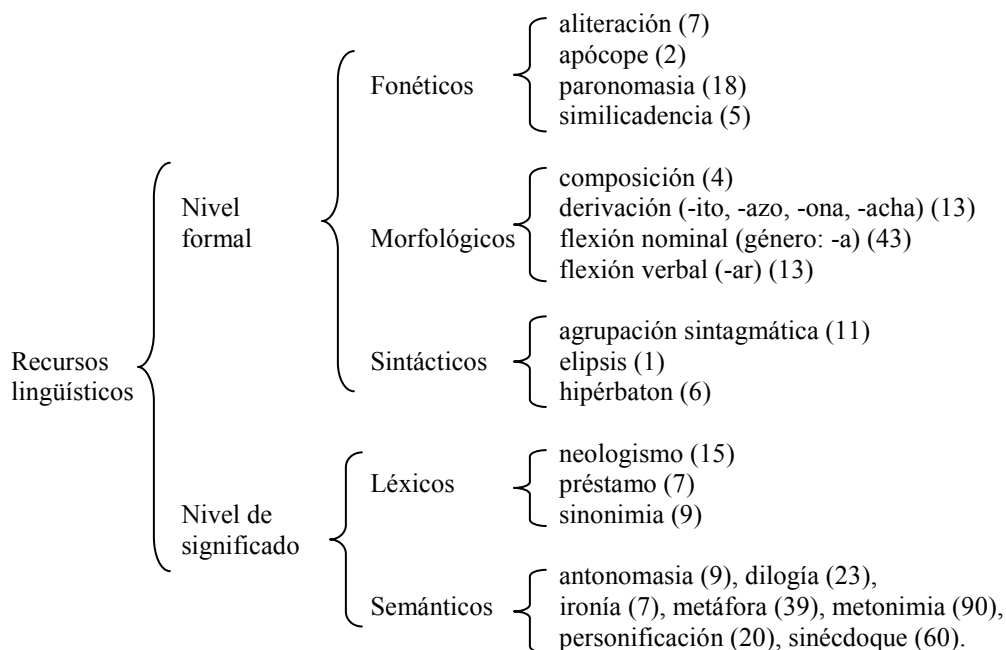 Recursos
lingüísticos
Nivel
formal
Fonéticos
aliteración (7)
apócope (2)
paronomasia (18)
similicadencia (5)
Morfológicos
composición (4)
derivación (-ito, -azo, -ona, -acha) (13)
flexión nominal (género: -a) (43)
flexión verbal (-ar) (13)
Sintácticos
agrupación sintagmática (11)
elipsis (1)
hipérbaton (6)
Nivel de
significado
Léxicos
neologismo (15)
préstamo (7)
sinonimia (9)
Semánticos
antonomasia (9), dilogía (23),
ironía (7), metáfora (39), metonimia (90),
personificación (20), sinécdoque (60).